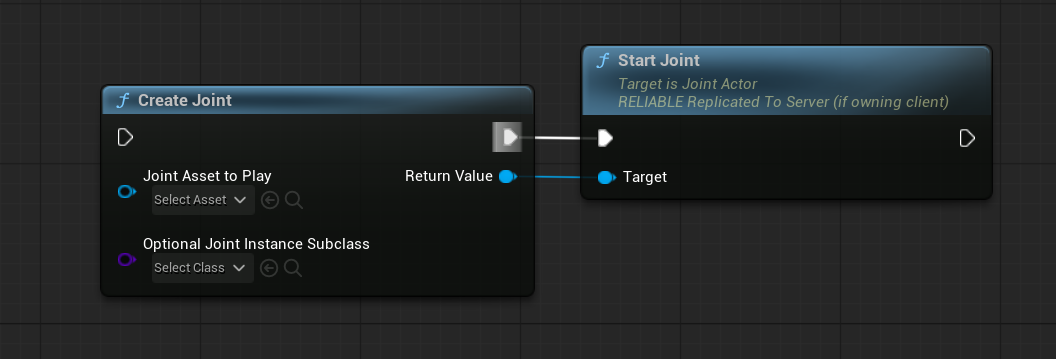 Create Joint
Joint Asset to Play
Select Asset
Return Value
Optional Joint Instance Subclass
Select Class
Start Joint
Target is Joint Actor
RELIABLE Replicated To Server (if owning client)
Target